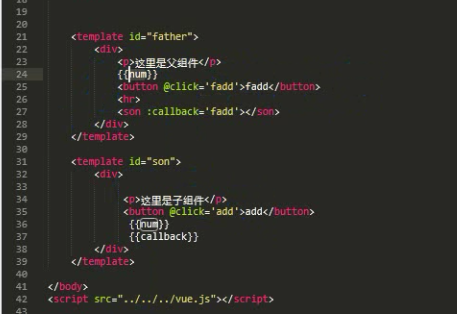 19
20
21 <template id="father">
22 <div>
23 <p>这里是父组件</p>
24 {{num}}
25 <button @click='fadd'>fadd</button>
26 <hr>
27 <son :callback='fadd'></son>
28 </div>
29 </template>
30
31 <template id="son">
32 <div>
33
34 <p>这里是子組件</p>
35 <button @click='add'>add</button>
36 {{num}}
37 {{callback}}
38 </div>
39 </template>
40
41 </body>
42 <script src="../../../vue.js"></script>
43